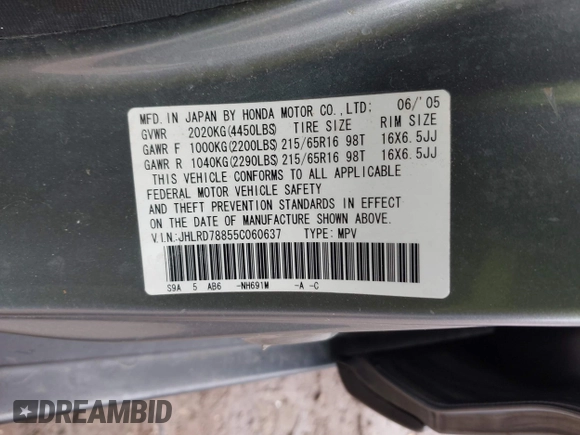 MFD. IN JAPAN BY HONDA MOTOR CO.,LTD: 06/'05
GVWR 2020KG(4450LBS) TIRE SIZE RIM SIZE
GAWR F 1000KG(2200LBS) 215/65R16 98T 16X6.5JJ
GAWR R 1040KG(2290LBS) 215/65R16 98T 16X6.5JJ
THIS VEHICLE CONFORMS TO ALL APPLICABLE
FEDERAL MOTOR VEHICLE SAFETY
AND THEFT PREVENTION STANDARDS IN EFFECT
ON THE DATE OF MANUFACTURE SHOWN ABOVE.
V.I.N.:JHLRD78855C060637 TYPE: MPV
S9A 5 AB6 -NH691M -A -C
DREAMBID